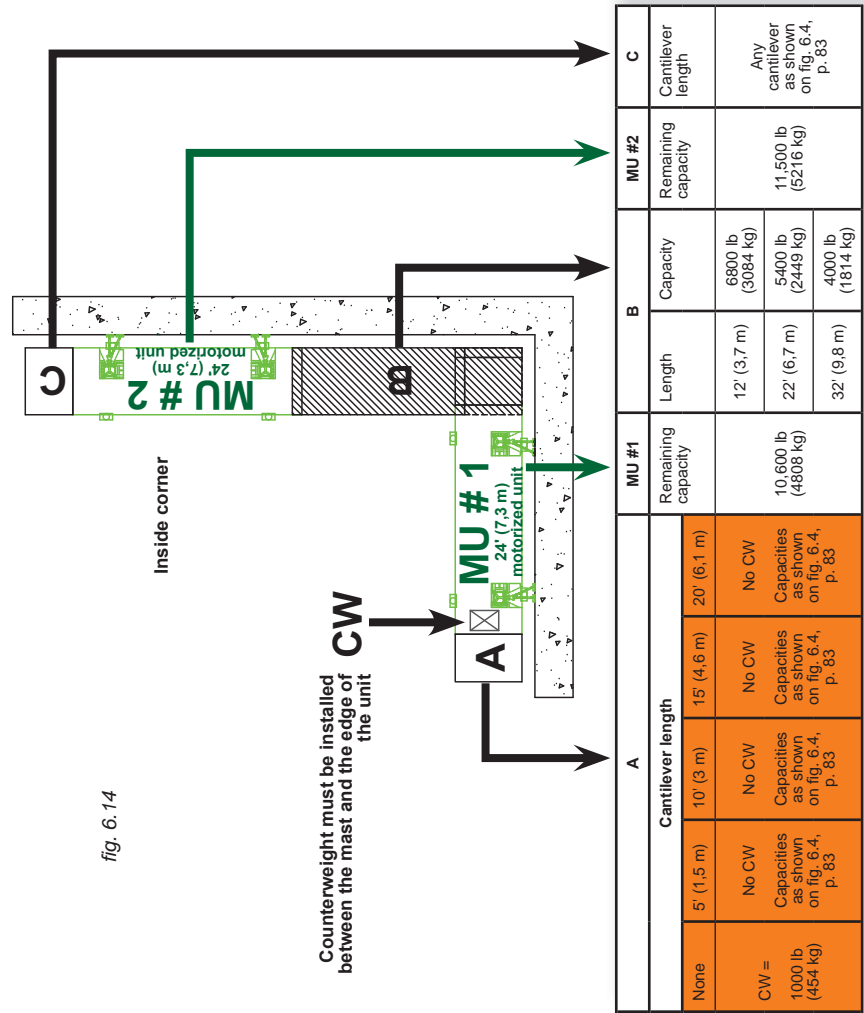 fig. 6.14
Inside corner
Counterweight must be installed
between the mast and the edge of
the unit
CW
A
MU # 1
24' (7,3 m)
motorized unit
B
MU # 2
24' (7,3 m)
motorized unit
C
A
MU #1
B
MU #2
C
Cantilever length
Remaining
capacity
Length
Capacity
Remaining
capacity
Cantilever
length
None
5' (1,5 m)
10' (3 m)
15' (4,6 m)
20' (6,1 m)
CW =
1000 lb
(454 kg)
No CW
Capacities
as shown
on fig. 6.4,
p. 83
No CW
Capacities
as shown
on fig. 6.4,
p. 83
No CW
Capacities
as shown
on fig. 6.4,
p. 83
No CW
Capacities
as shown
on fig. 6.4,
p. 83
10,600 lb
(4808 kg)
12' (3,7 m)
6800 lb
(3084 kg)
22' (6,7 m)
5400 lb
(2449 kg)
32' (9,8 m)
4000 lb
(1814 kg)
11,500 lb
(5216 kg)
Any
cantilever
as shown
on fig. 6.4,
p. 83